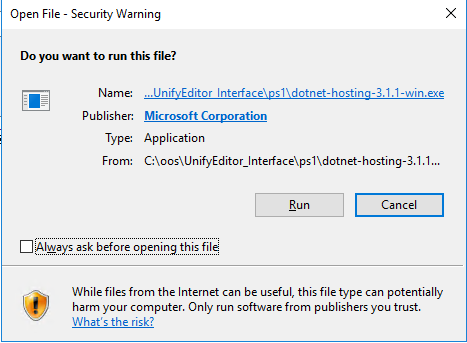 Open File - Security Warning
Do you want to run this file?
Name: ...UnifyEditor_Interface\ps1\dotnet-hosting-3.1.1-win.exe
Publisher: Microsoft Corporation
Type: Application
From: C:\oos\UnifyEditor_Interface\ps1\dotnet-hosting-3.1.1...
Run Cancel
Always ask before opening this file
While files from the Internet can be useful, this file type can potentially
harm your computer. Only run software from publishers you trust.
What's the risk?